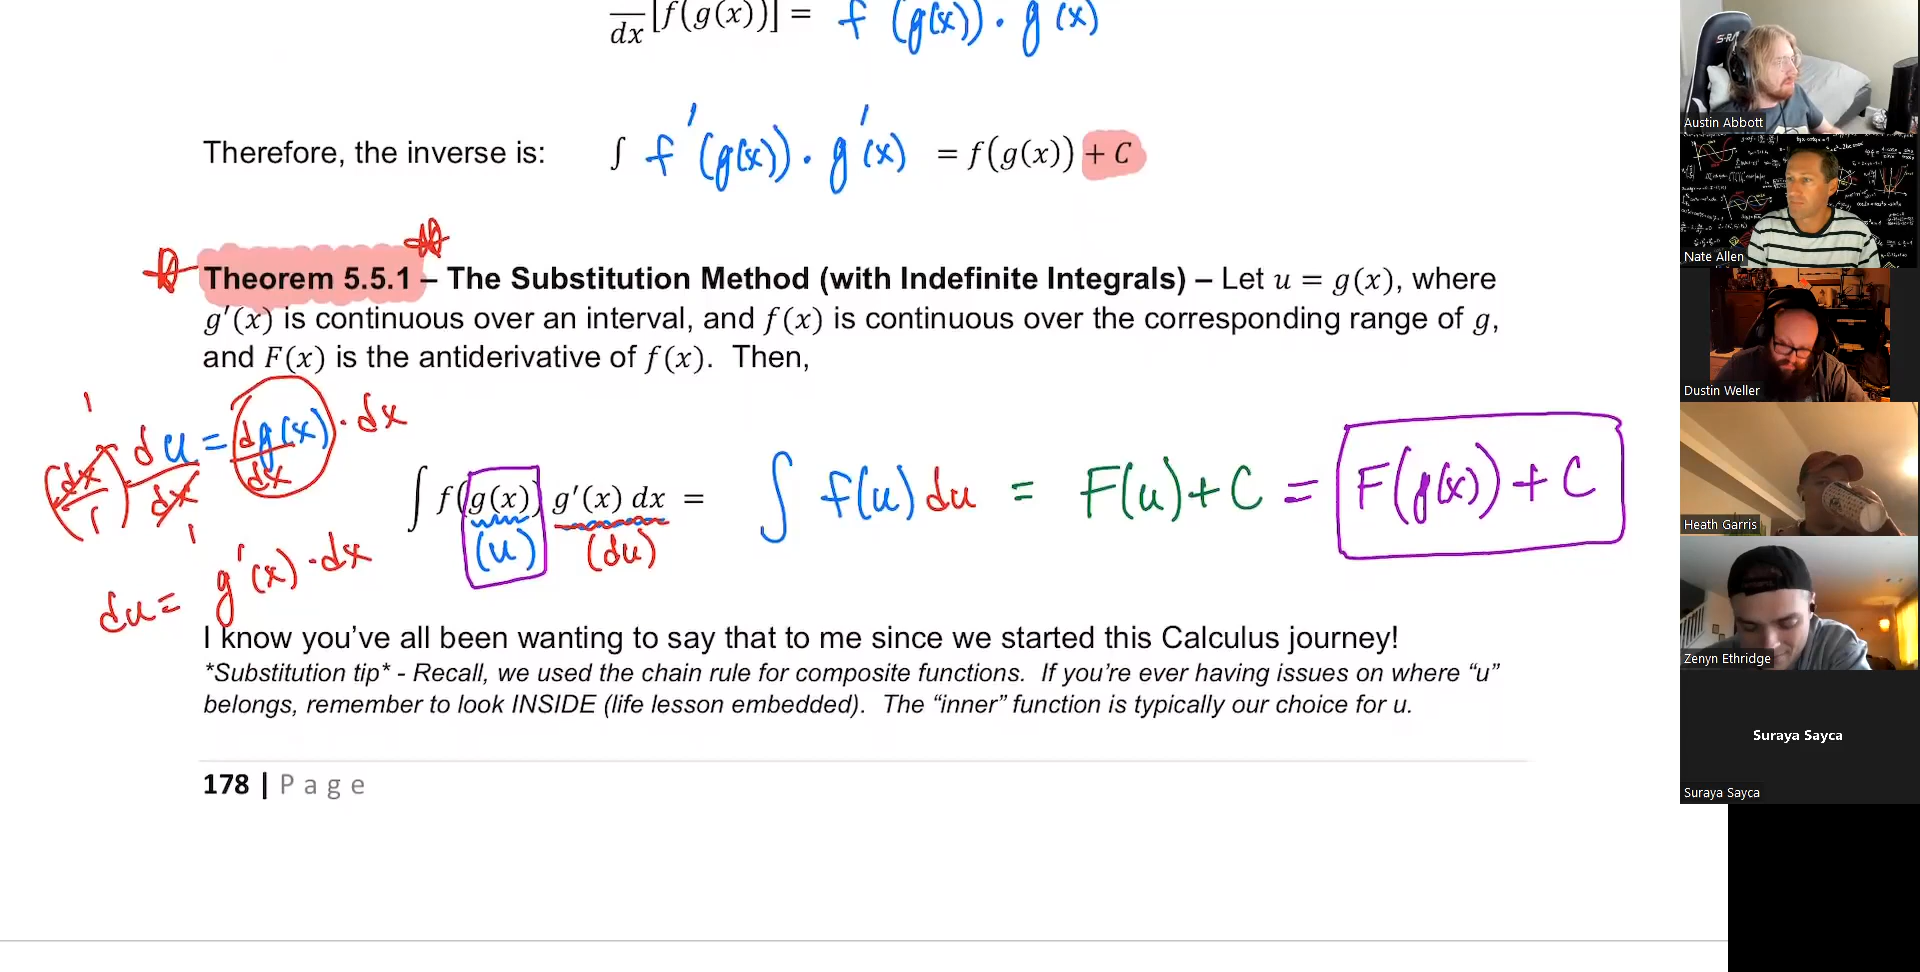 dx [f(g(x))] = f (g(x)) · g (x)
Therefore, the inverse is: ∫ f'(g(x)) · g'(x) = f(g(x)) + C
Theorem 5.5.1 – The Substitution Method (with Indefinite Integrals) – Let u = g(x), where
g′(x) is continuous over an interval, and f(x) is continuous over the corresponding range of g,
and F(x) is the antiderivative of f(x). Then,
1
(dx/1) du/dx = dg(x)/dx · dx
1
∫ f(g(x)) g′(x) dx = ∫ f(u) du = F(u) + C = F(g(x)) + C
(u) (du)
du = g'(x) · dx
I know you’ve all been wanting to say that to me since we started this Calculus journey!
*Substitution tip* - Recall, we used the chain rule for composite functions. If you’re ever having issues on where “u”
belongs, remember to look INSIDE (life lesson embedded). The “inner” function is typically our choice for u.
178 | Page
Austin Abbott
Nate Allen
Dustin Weller
Heath Garris
Zenyn Ethridge
Suraya Sayca
Suraya Sayca